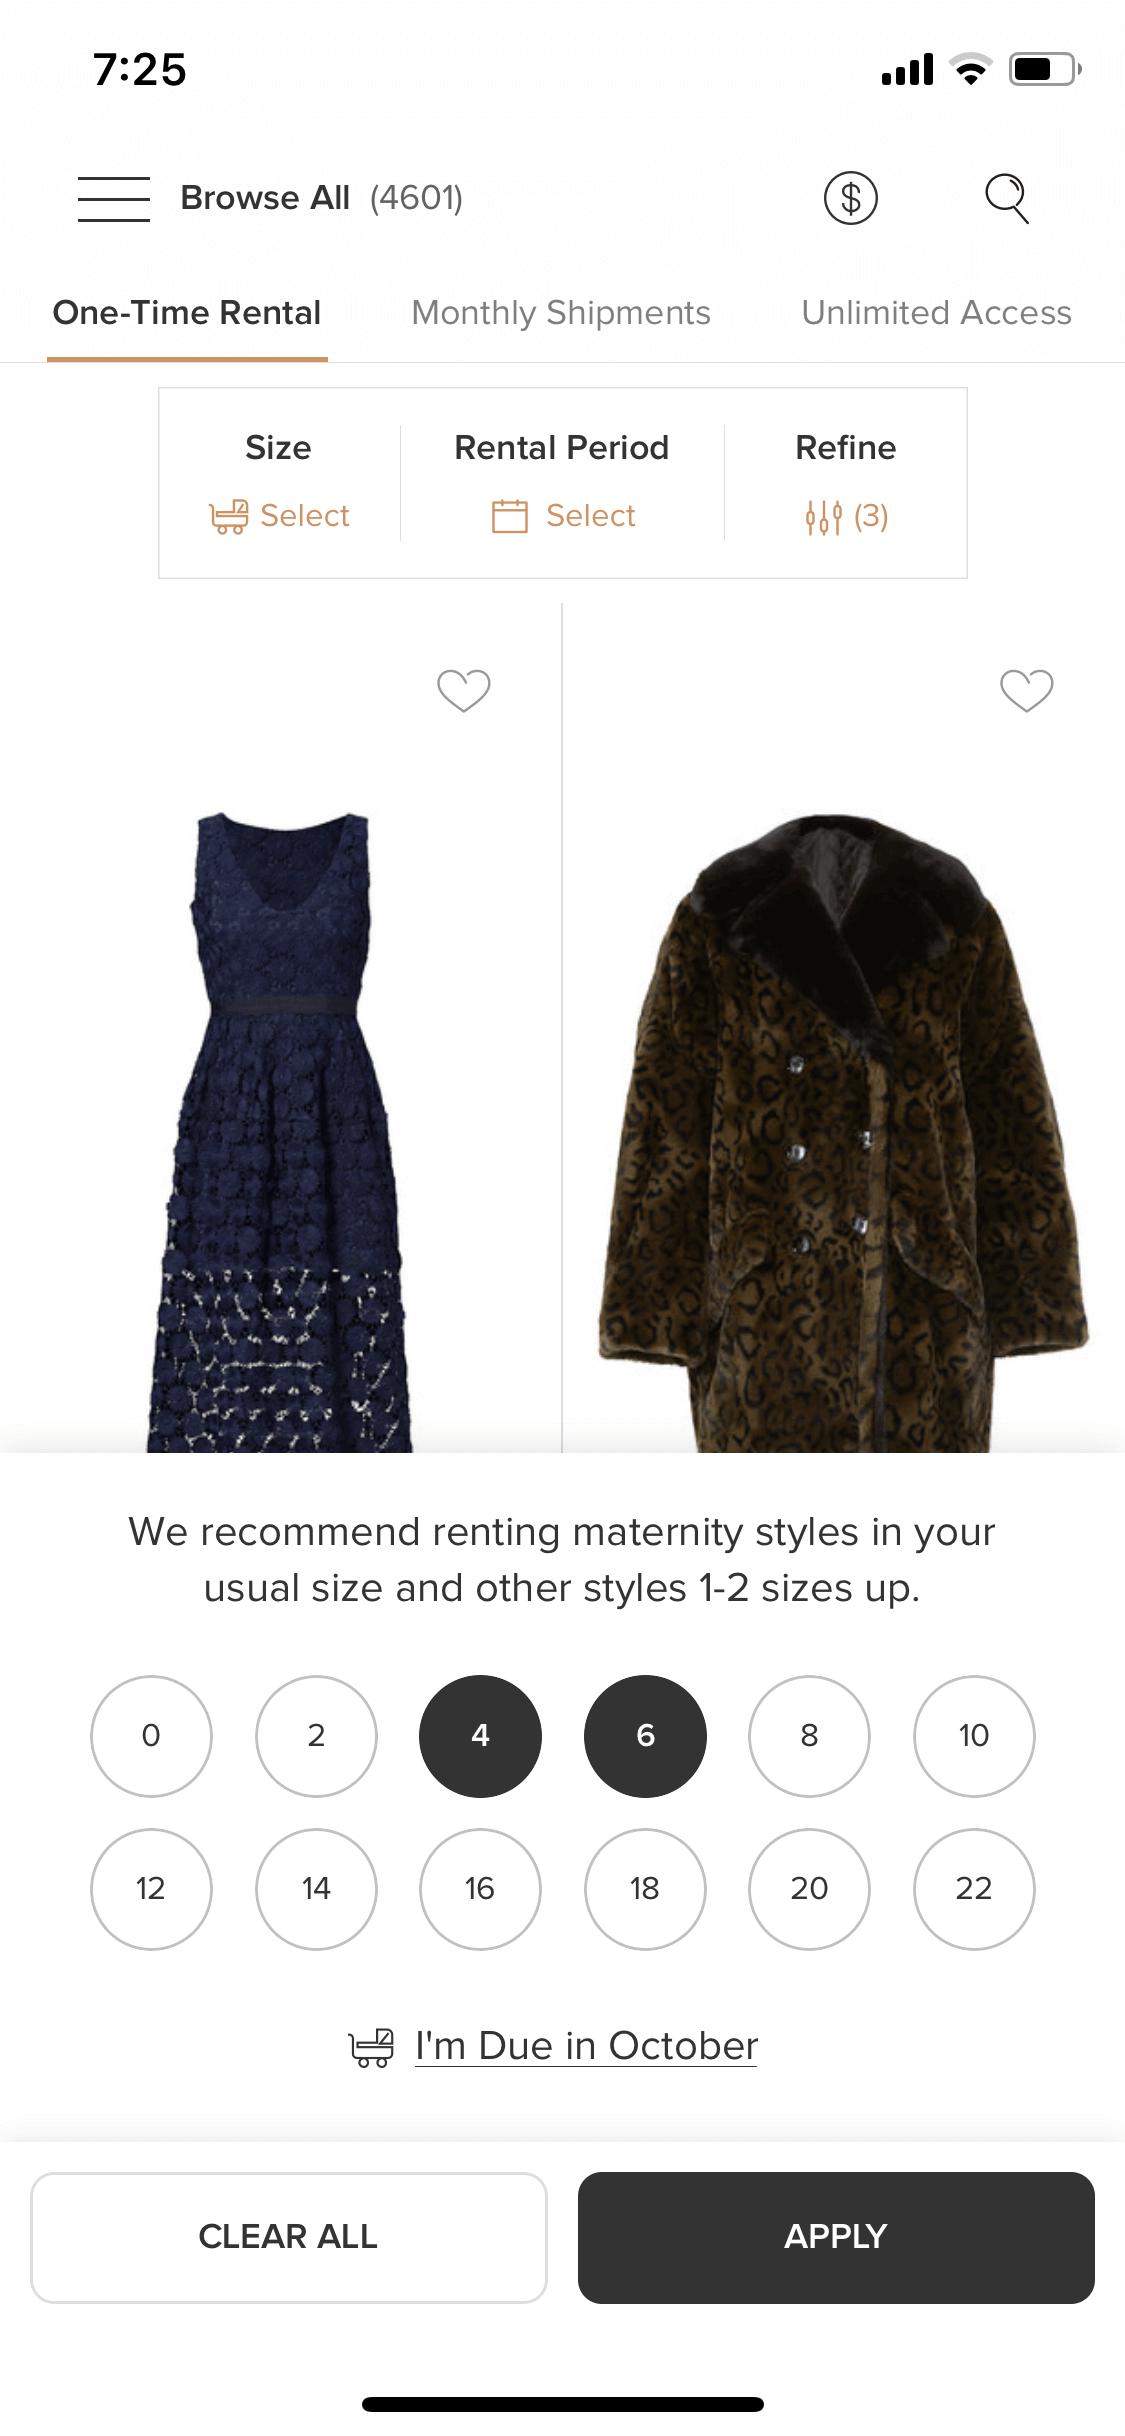 7:25
Browse All (4601)
One-Time Rental Monthly Shipments Unlimited Access
Size Rental Period Refine
Select Select (3)
We recommend renting maternity styles in your
usual size and other styles 1-2 sizes up.
0 2 4 6 8 10
12 14 16 18 20 22
I'm Due in October
CLEAR ALL APPLY